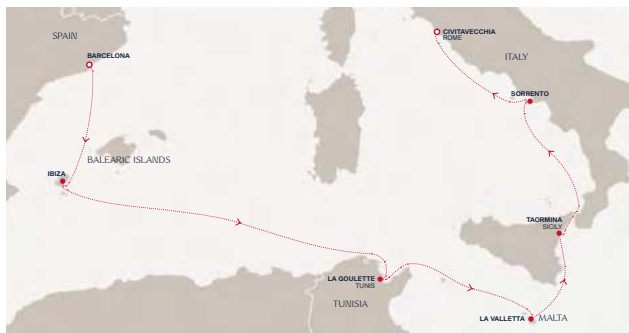 SPAIN
BARCELONA
CIVITAVECCHIA
ROME
ITALY
SORRENTO
BALEARIC ISLANDS
IBIZA
TAORMINA
SICILY
LA GOULETTE
TUNIS
TUNISIA
LA VALLETTA
MALTA